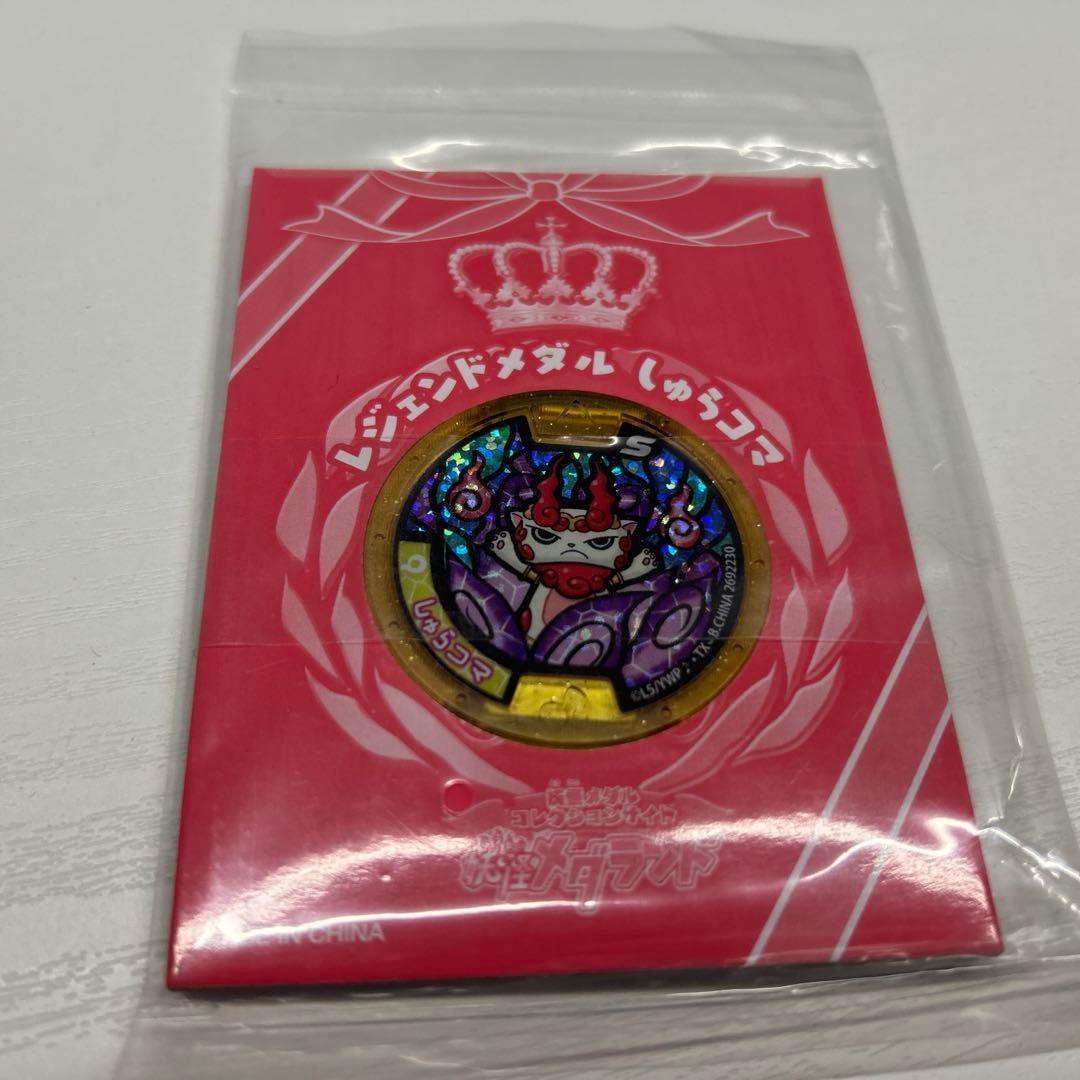 レジェンドメダル しゅらコマ
S
しゅらコマ
©L5/YWP・TX B.CHINA 2692230
妖怪メダル
コレクションサイト
妖怪メダランド
IN CHINA